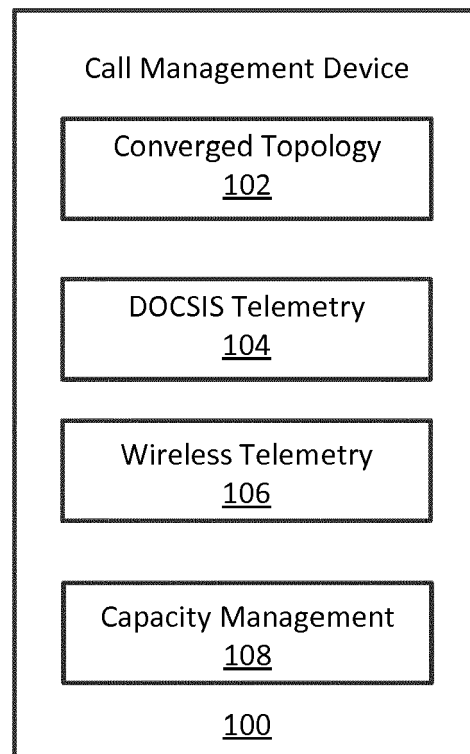 Call Management Device
Converged Topology
102
DOCSIS Telemetry
104
Wireless Telemetry
106
Capacity Management
108
100